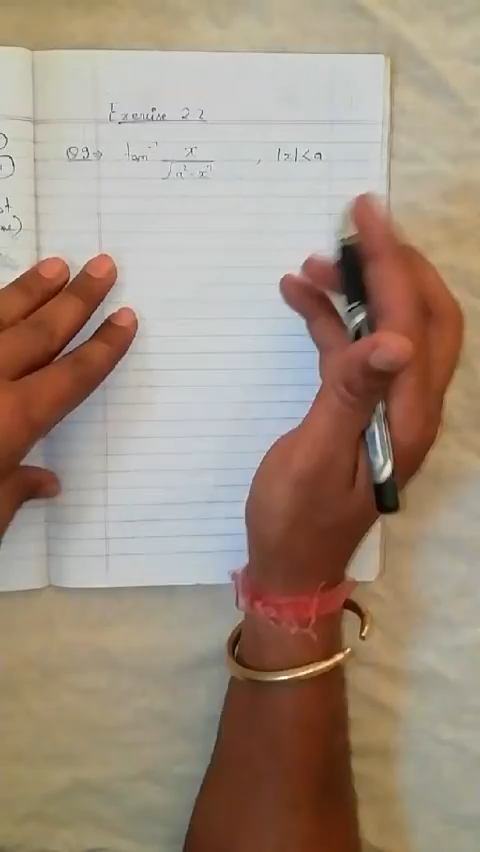 Exercise 2.2
Q9⇒ tan⁻¹ x/√(a² - x²) , |x| < a